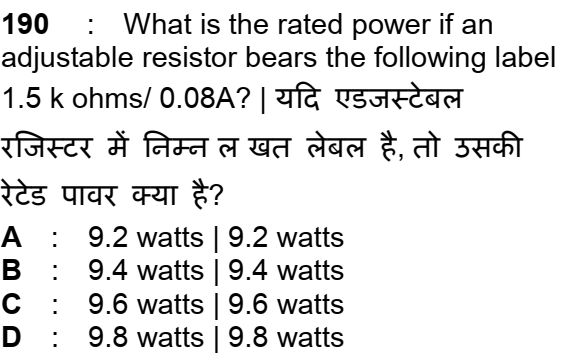 190 : What is the rated power if an
adjustable resistor bears the following label
1.5 k ohms/ 0.08A? | यदि एडजस्टेबल
रजिस्टर में निम्न ल खत लेबल है, तो उसकी
रेटेड पावर क्या है?
A : 9.2 watts | 9.2 watts
B : 9.4 watts | 9.4 watts
C : 9.6 watts | 9.6 watts
D : 9.8 watts | 9.8 watts